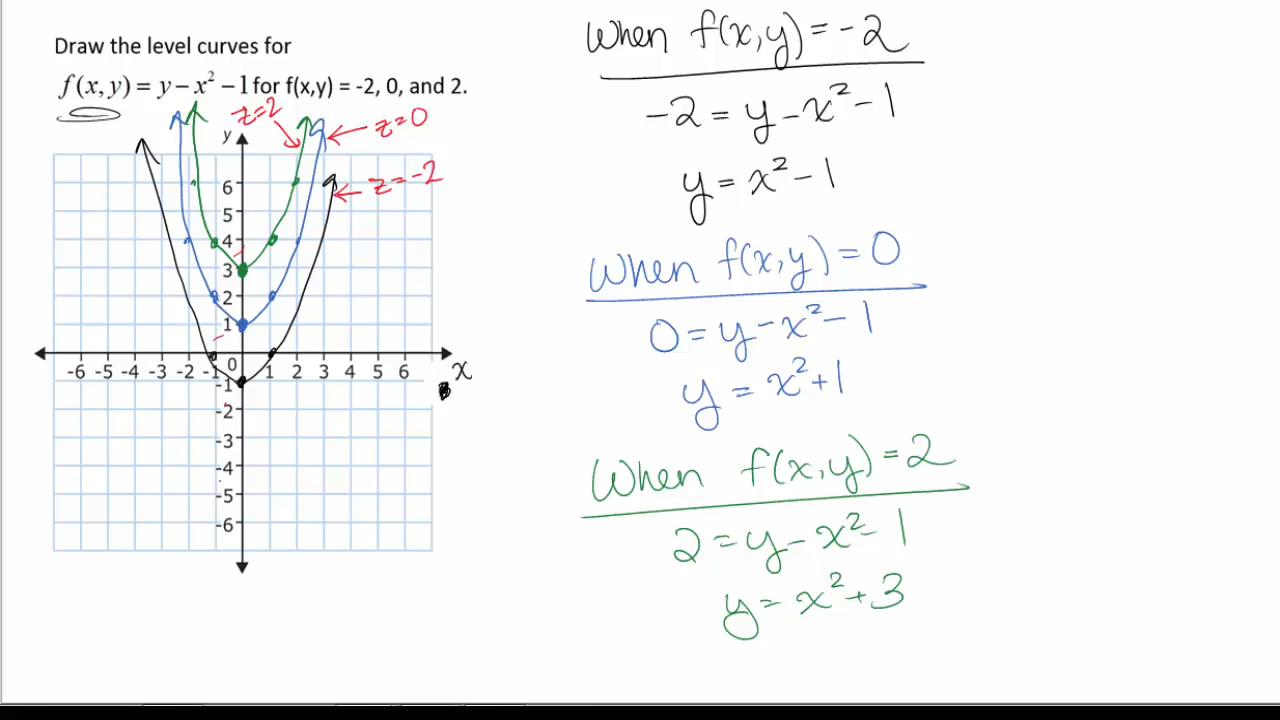 Draw the level curves for
f(x, y) = y – x² – 1 for f(x,y) = -2, 0, and 2.
z=2
z=0
z=-2
y
6
5
4
3
2
1
0
-6 -5 -4 -3 -2 -1 1 2 3 4 5 6 x
-1
-2
-3
-4
-5
-6
When f(x,y) = -2
-2 = y - x² - 1
y = x² - 1
When f(x,y) = 0
0 = y - x² - 1
y = x² + 1
When f(x,y) = 2
2 = y - x² - 1
y = x² + 3